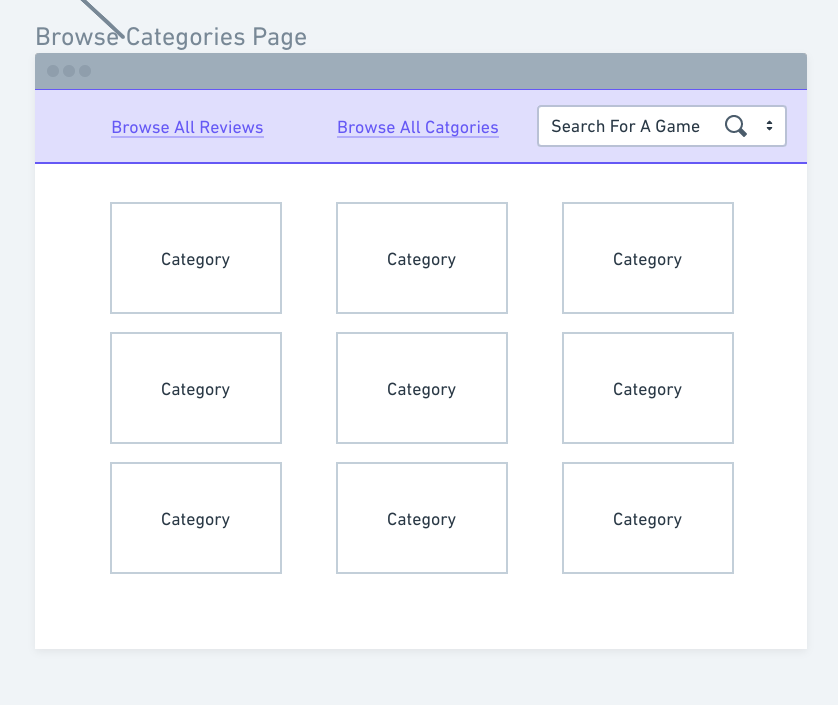 Browse Categories Page
Browse All Reviews
Browse All Catgories
Search For A Game
Category
Category
Category
Category
Category
Category
Category
Category
Category